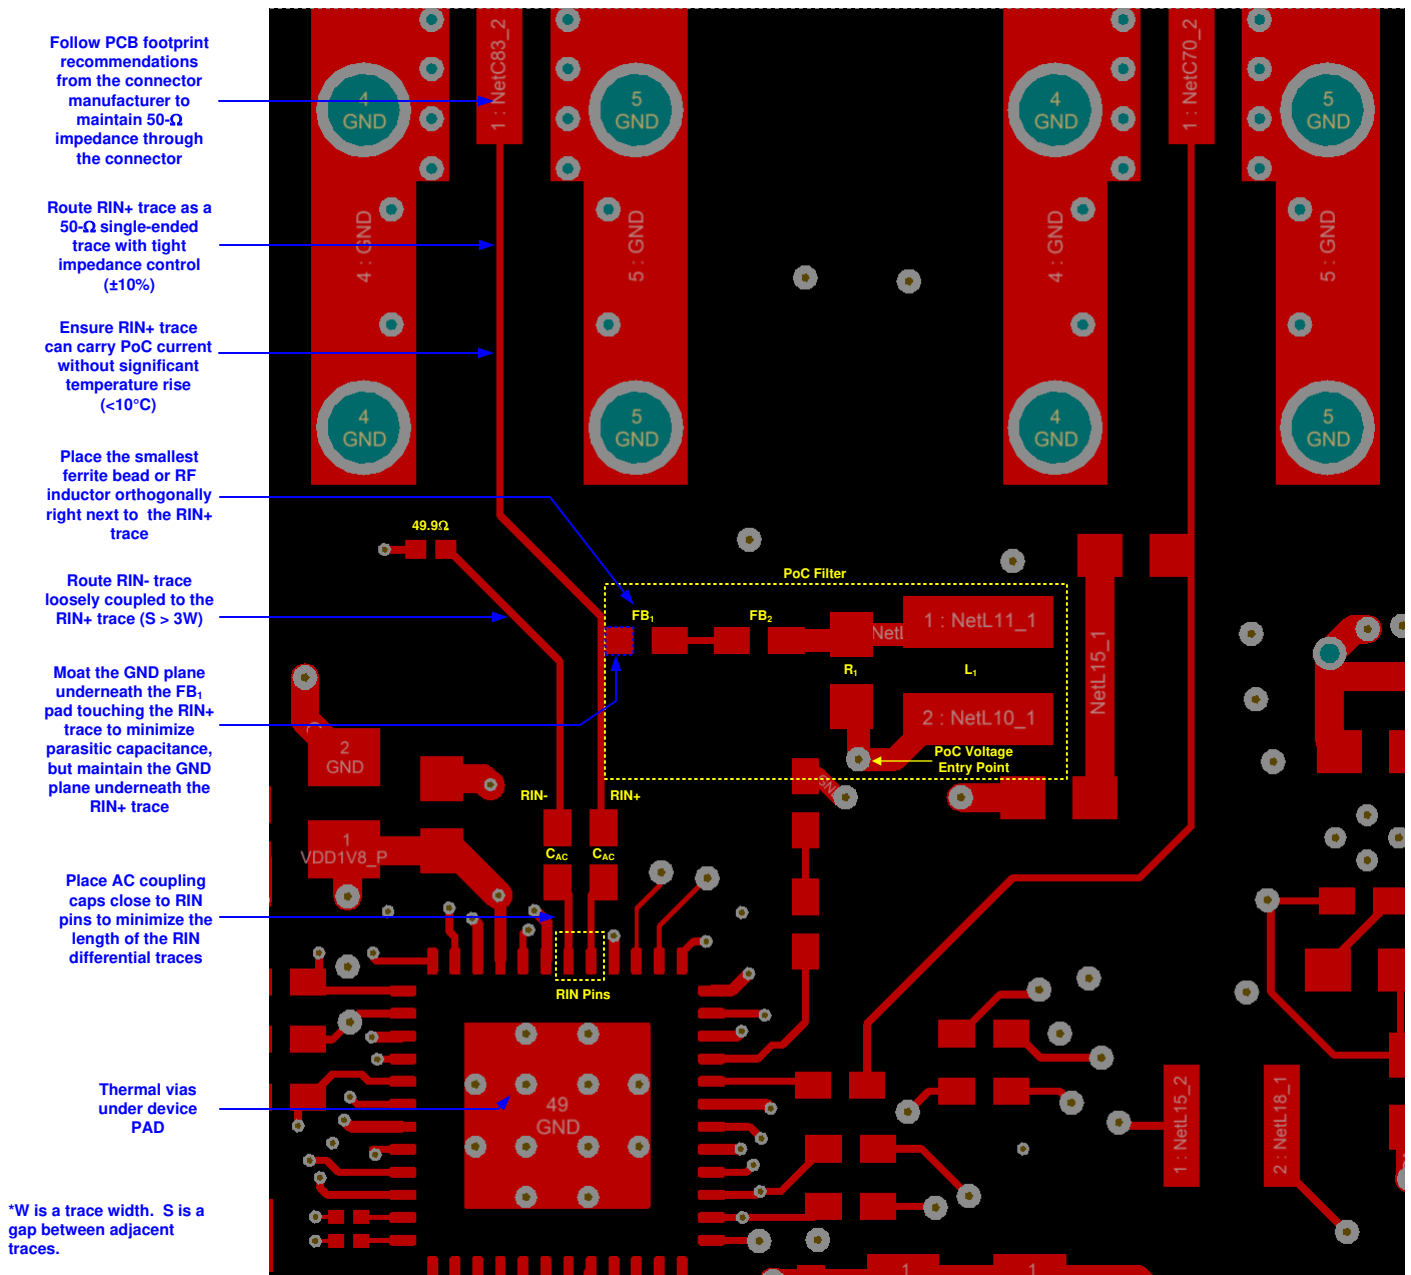 Follow PCB footprint
recommendations
from the connector
manufacturer to
maintain 50-Ω
impedance through
the connector
Route RIN+ trace as a
50-Ω single-ended
trace with tight
impedance control
(±10%)
Ensure RIN+ trace
can carry PoC current
without significant
temperature rise
(<10°C)
Place the smallest
ferrite bead or RF
inductor orthogonally
right next to the RIN+
trace
Route RIN- trace
loosely coupled to the
RIN+ trace (S > 3W)
Moat the GND plane
underneath the FB₁
pad touching the RIN+
trace to minimize
parasitic capacitance,
but maintain the GND
plane underneath the
RIN+ trace
Place AC coupling
caps close to RIN
pins to minimize the
length of the RIN
differential traces
Thermal vias
under device
PAD
*W is a trace width. S is a
gap between adjacent
traces.
4
GND
1 : NetC83_2
5
GND
4
GND
1 : NetC70_2
5
GND
4 : GND
5 : GND
4 : GND
5 : GND
4
GND
5
GND
4
GND
5
GND
49.9Ω
PoC Filter
FB₁
FB₂
NetL
1 : NetL11_1
R₁
L₁
2 : NetL10_1
NetL15_1
PoC Voltage
Entry Point
2
GND
RIN-
RIN+
1
VDD1V8_P
C_AC
C_AC
RIN Pins
49
GND
1 : NetL15_2
2 : NetL18_1
1
1